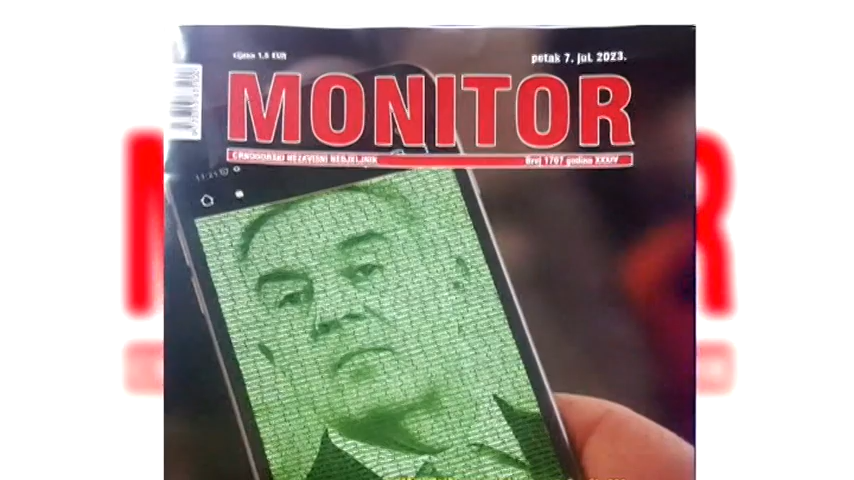 cijena 1,5 EUR
petak 7. jul. 2023.
MONITOR
CRNOGORSKI NEZAVISNI NEDJELJNIK
Broj 1707 godina XXXIV